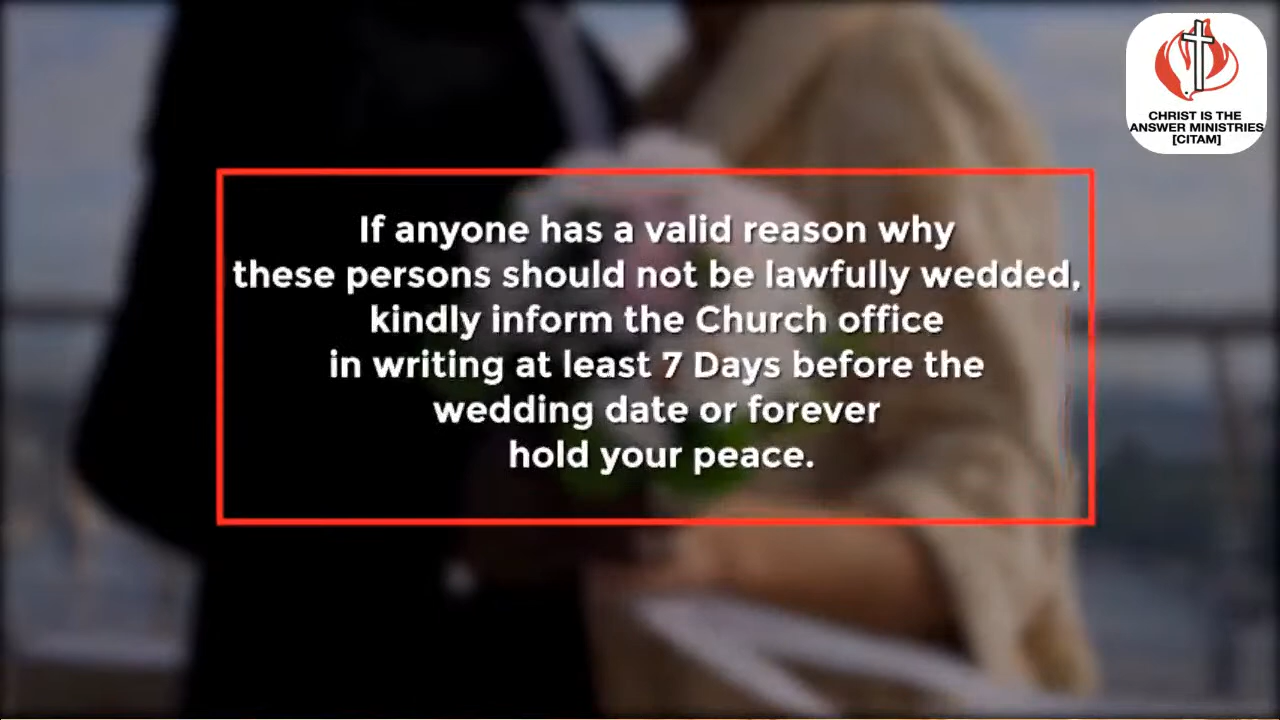 CHRIST IS THE
ANSWER MINISTRIES
[CITAM]
If anyone has a valid reason why
these persons should not be lawfully wedded,
kindly inform the Church office
in writing at least 7 Days before the
wedding date or forever
hold your peace.